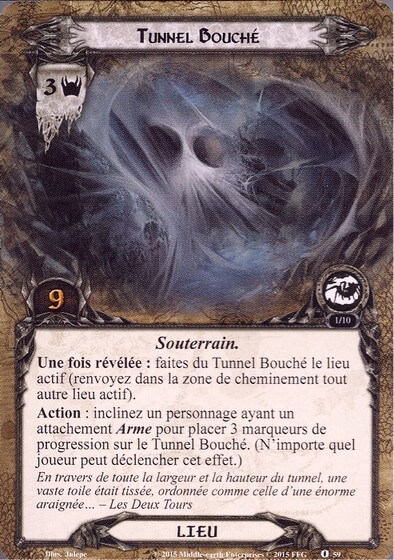 Tunnel Bouché
3
9
1/10
Souterrain.
Une fois révélée : faites du Tunnel Bouché le lieu
actif (renvoyez dans la zone de cheminement tout
autre lieu actif).
Action : inclinez un personnage ayant un
attachement Arme pour placer 3 marqueurs de
progression sur le Tunnel Bouché. (N'importe quel
joueur peut déclencher cet effet.)
En travers de toute la largeur et la hauteur du tunnel, une
vaste toile était tissée, ordonnée comme celle d'une énorme
araignée… – Les Deux Tours
LIEU
Illus. Julepe © 2015 Middle-earth Enterprises © 2015 FFG 59